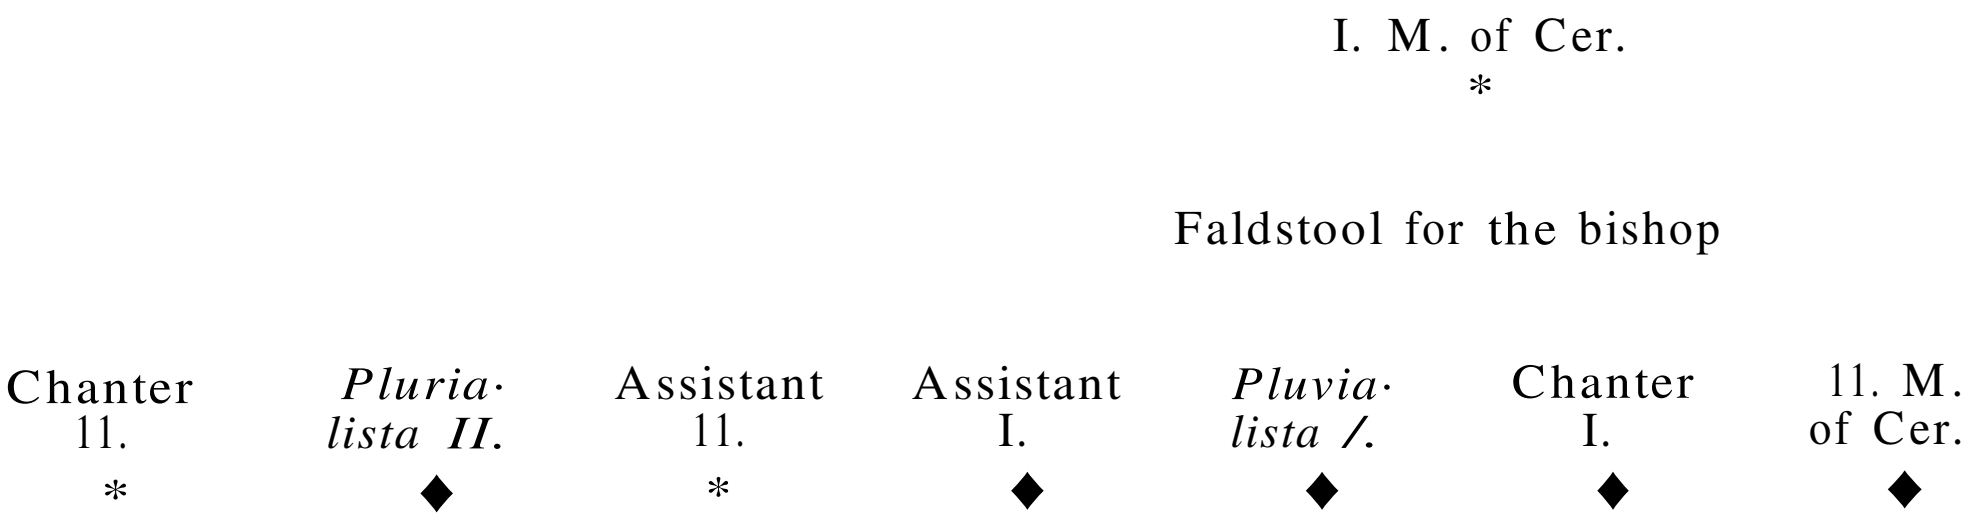 I. M. of Cer.
*
Faldstool for the bishop
Chanter Pluria· Assistant Assistant Pluvia· Chanter 11. M.
11. lista II. 11. I. lista /. I. of Cer.
* ♦ * ♦ ♦ ♦ ♦